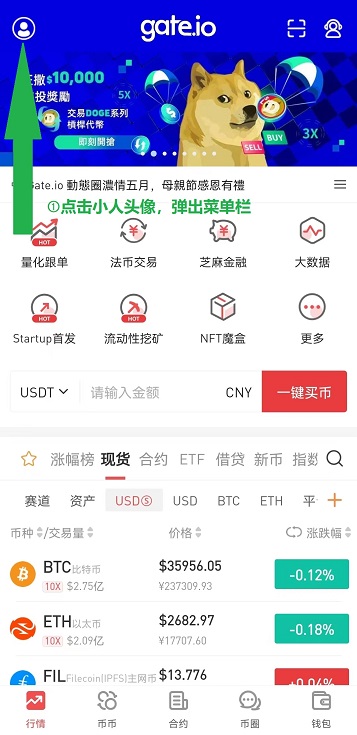 gate.io
狂撒$10,000
投獎勵
交易DOGE系列
槓桿代幣
即刻開搶
5X
3X
SELL
BUY
Gate.io 動態圈濃情五月，母親節感恩有禮
①点击小人头像，弹出菜单栏
HOT
HOT
HOT
量化跟单 法币交易 芝麻金融 大数据
Startup首发 流动性挖矿 NFT魔盒 更多
USDT 请输入金额 CNY 一键买币
涨幅榜 现货 合约 ETF 借贷 新币 指数
赛道 资产 USDⓈ USD BTC ETH 平
币种/交易量 价格 涨跌幅
BTC比特币 $35956.05 -0.12%
10X $2.75亿 ¥237309.93
ETH以太币 $2682.97 -0.18%
10X $2.09亿 ¥17707.60
FIL Filecoin(IPFS)主网币 $13.776 +0.04%
行情 币币 合约 币圈 钱包